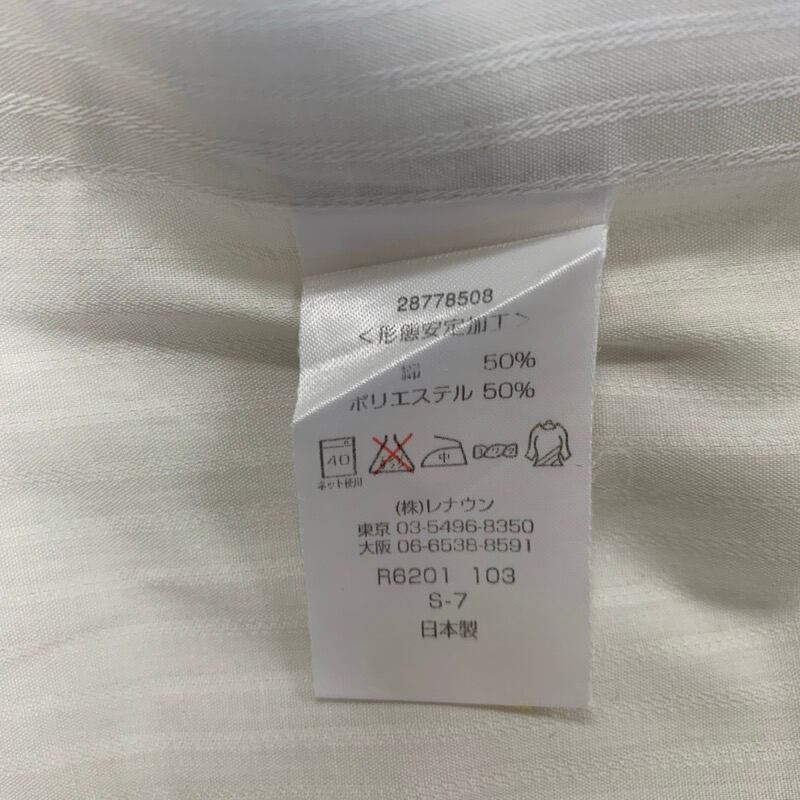 28778508
<形態安定加工>
綿 50%
ポリエステル 50%
40 中
ネット使用
(株)レナウン
東京 03-5496-8350
大阪 06-6538-8591
R6201 103
S-7
日本製